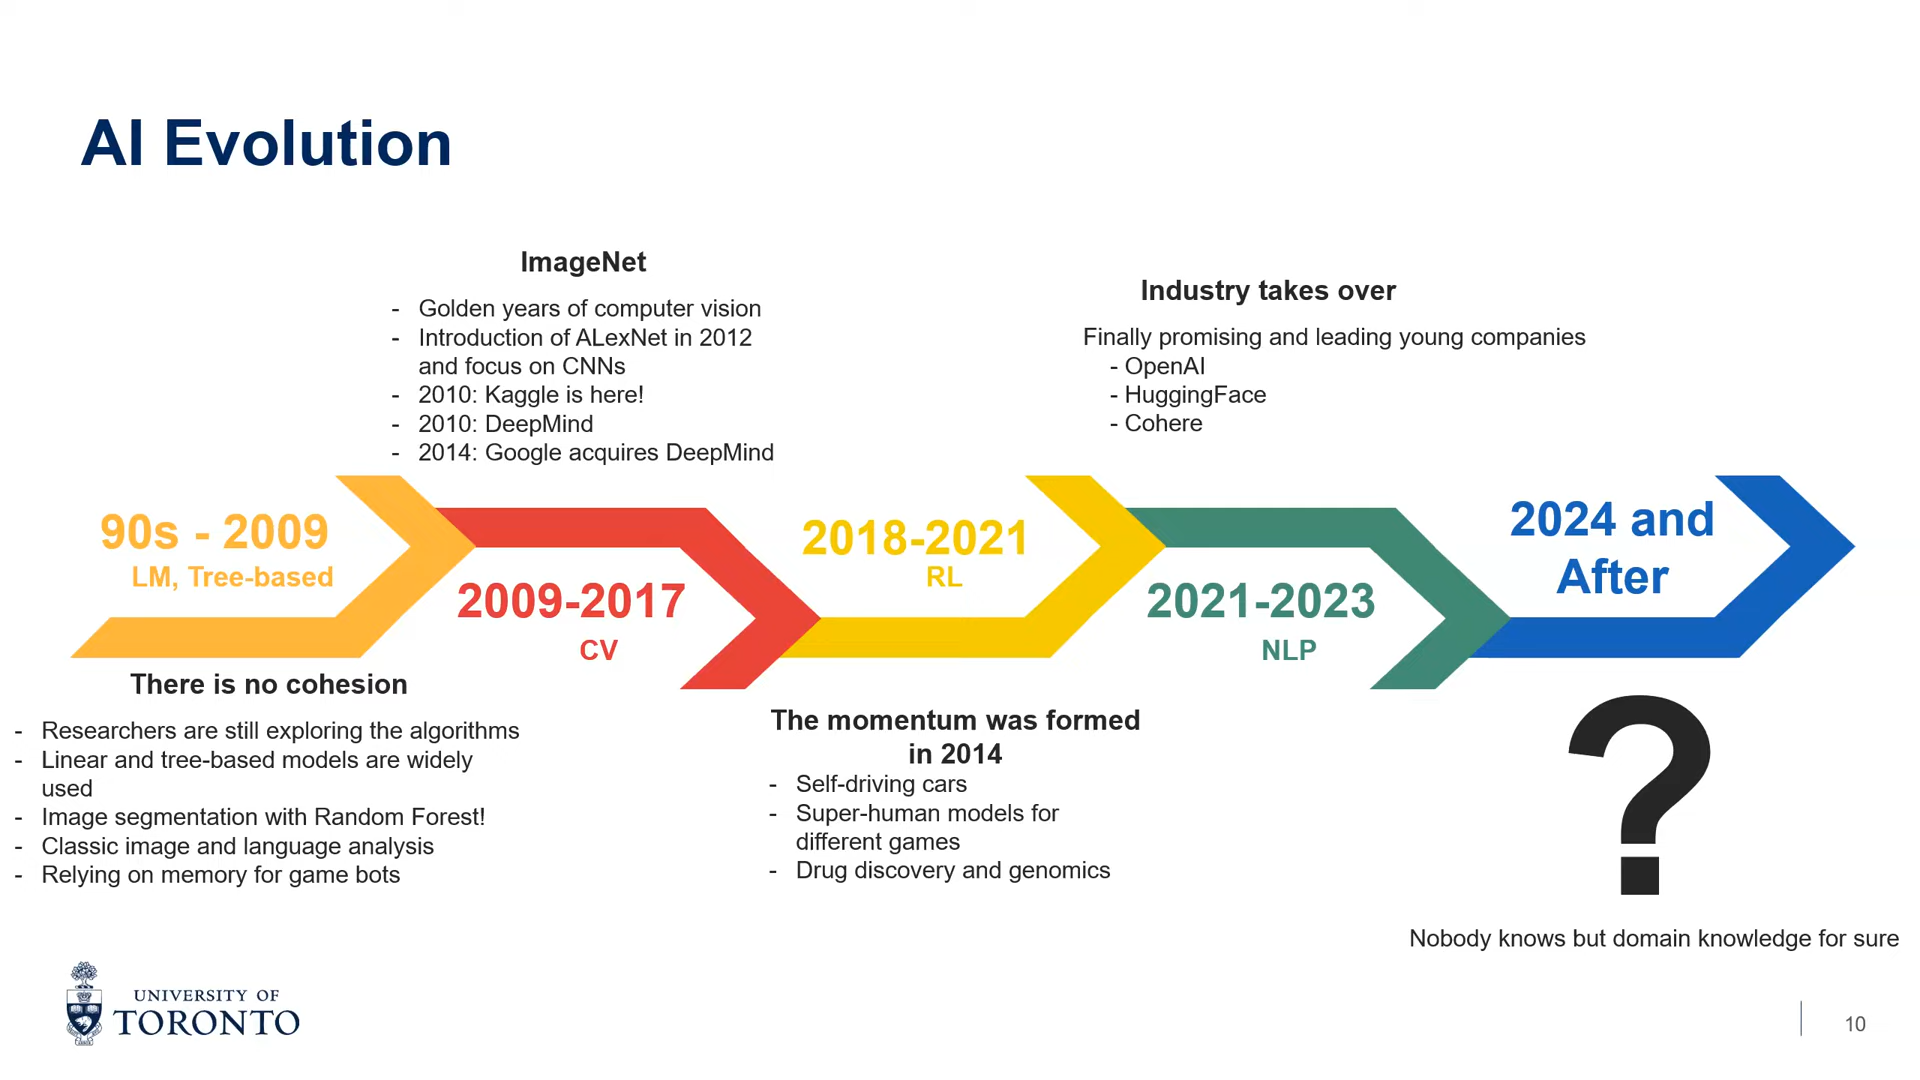 AI Evolution
ImageNet
- Golden years of computer vision
- Introduction of ALexNet in 2012
and focus on CNNs
- 2010: Kaggle is here!
- 2010: DeepMind
- 2014: Google acquires DeepMind
Industry takes over
Finally promising and leading young companies
- OpenAI
- HuggingFace
- Cohere
90s - 2009
LM, Tree-based
2009-2017
CV
2018-2021
RL
2021-2023
NLP
2024 and
After
There is no cohesion
- Researchers are still exploring the algorithms
- Linear and tree-based models are widely
used
- Image segmentation with Random Forest!
- Classic image and language analysis
- Relying on memory for game bots
The momentum was formed
in 2014
- Self-driving cars
- Super-human models for
different games
- Drug discovery and genomics
?
Nobody knows but domain knowledge for sure
UNIVERSITY OF
TORONTO
10